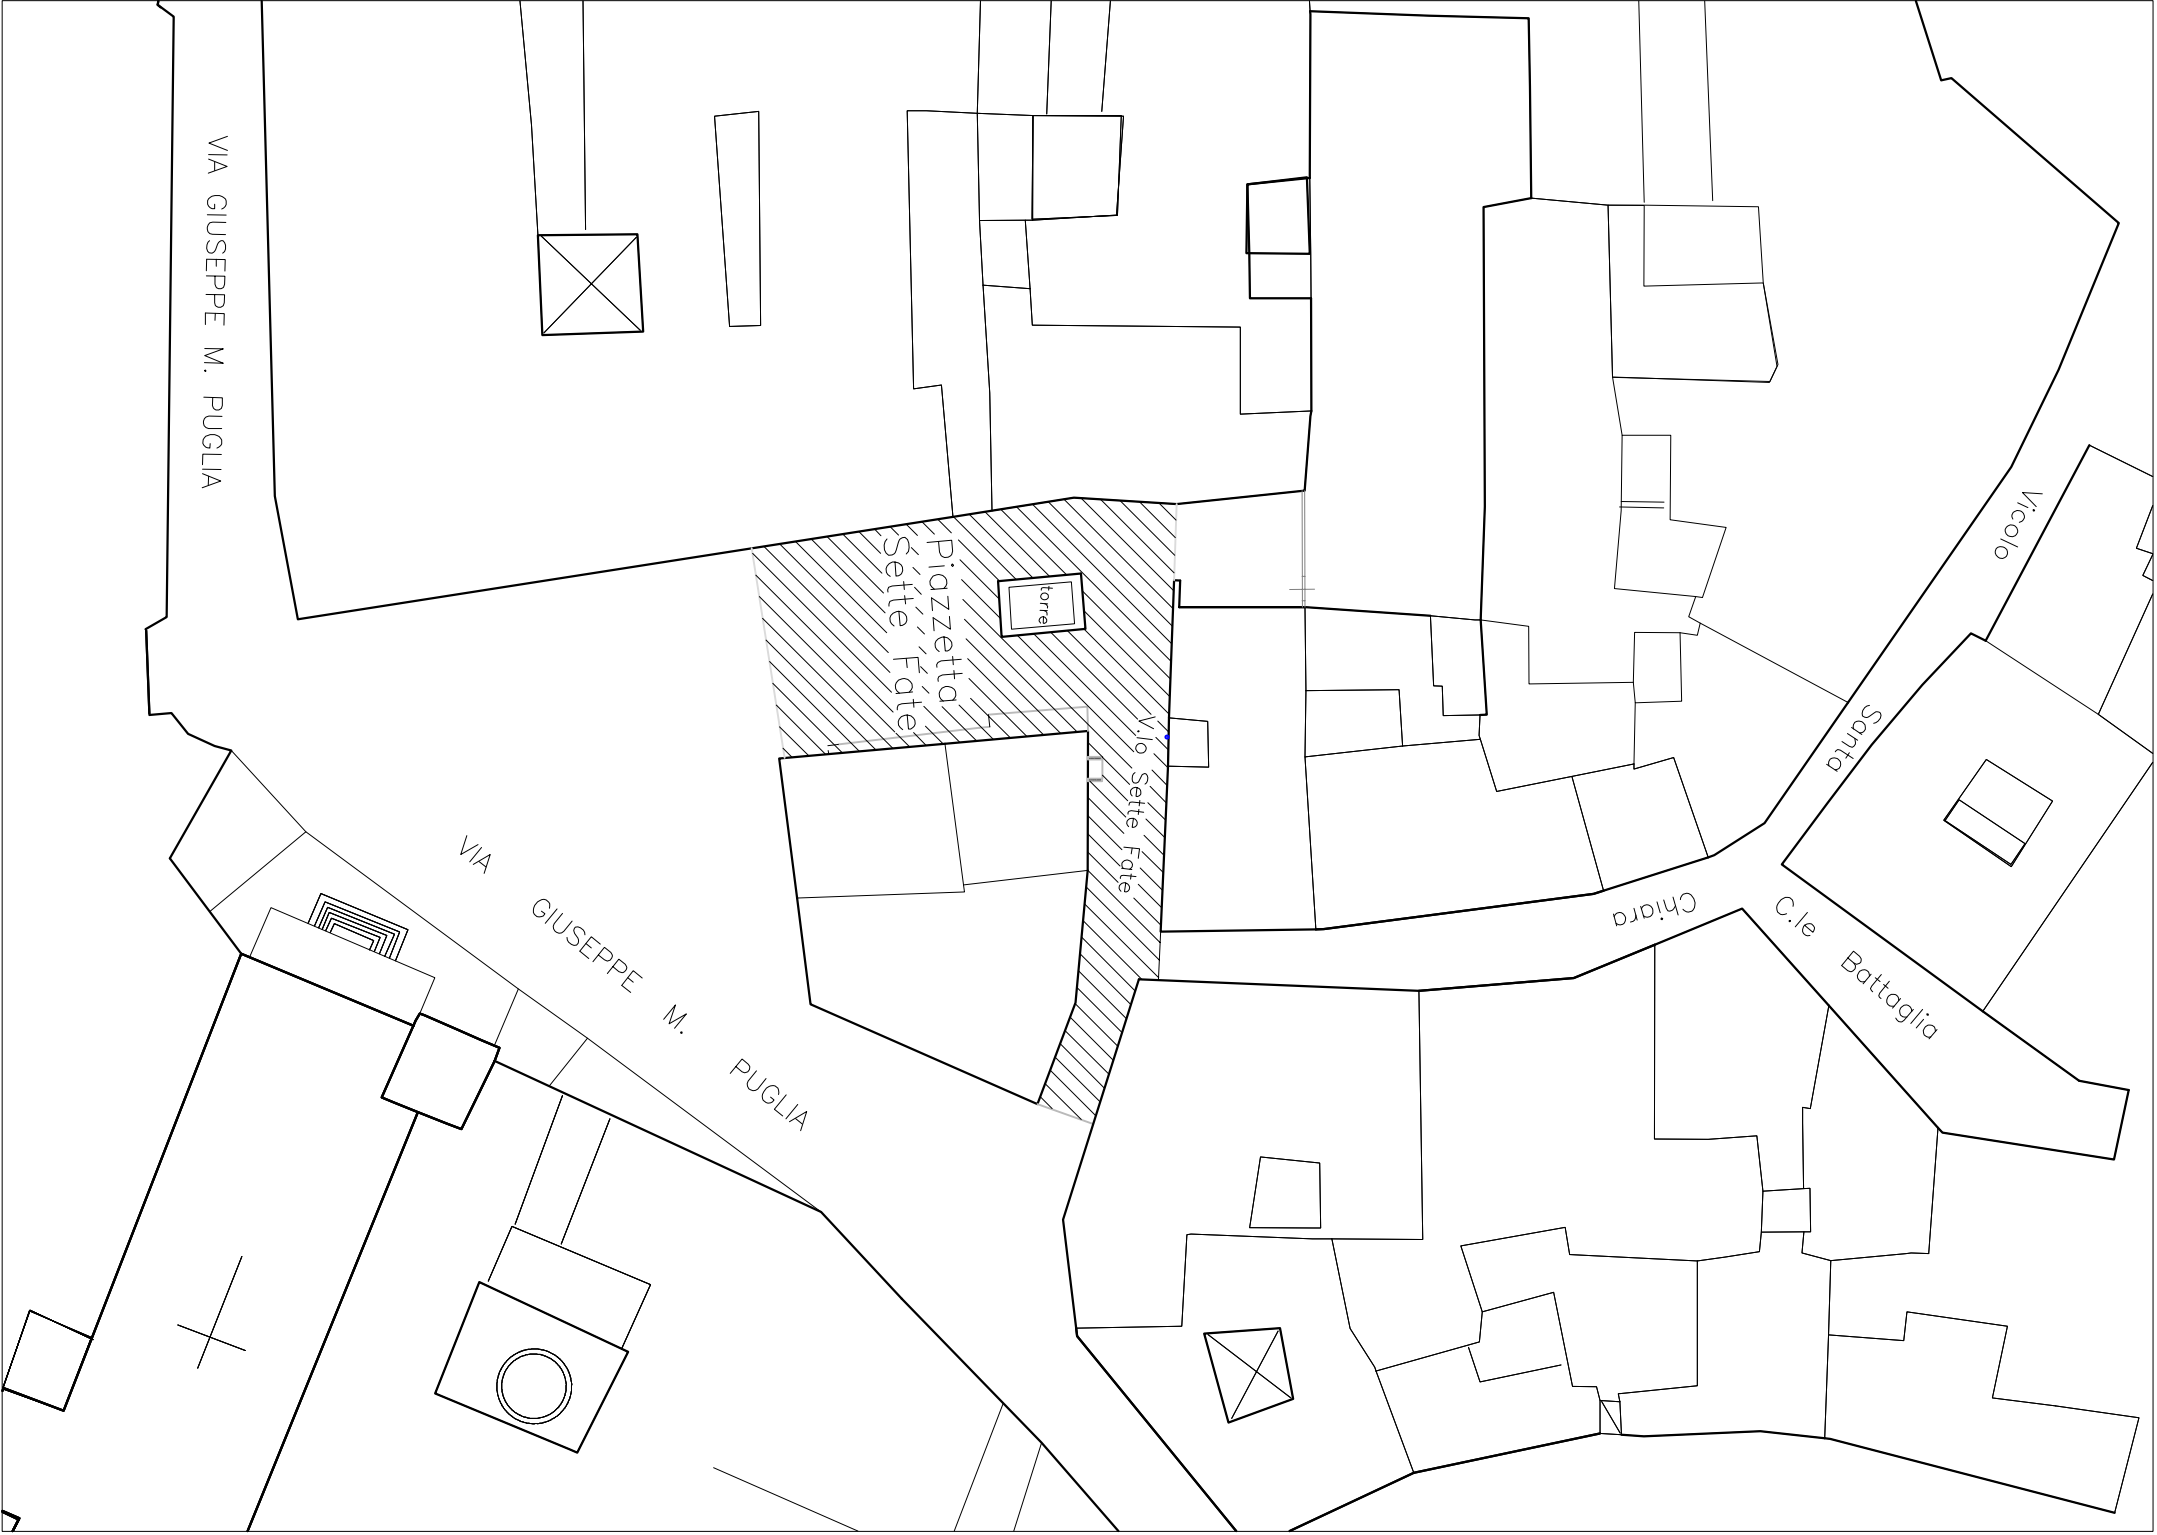 VIA GIUSEPPE M. PUGLIA
Piazzetta
Sette Fate
torre
V.lo Sette Fate
VIA GIUSEPPE M. PUGLIA
Vicolo
Santa
Chiara
C.le Battaglia